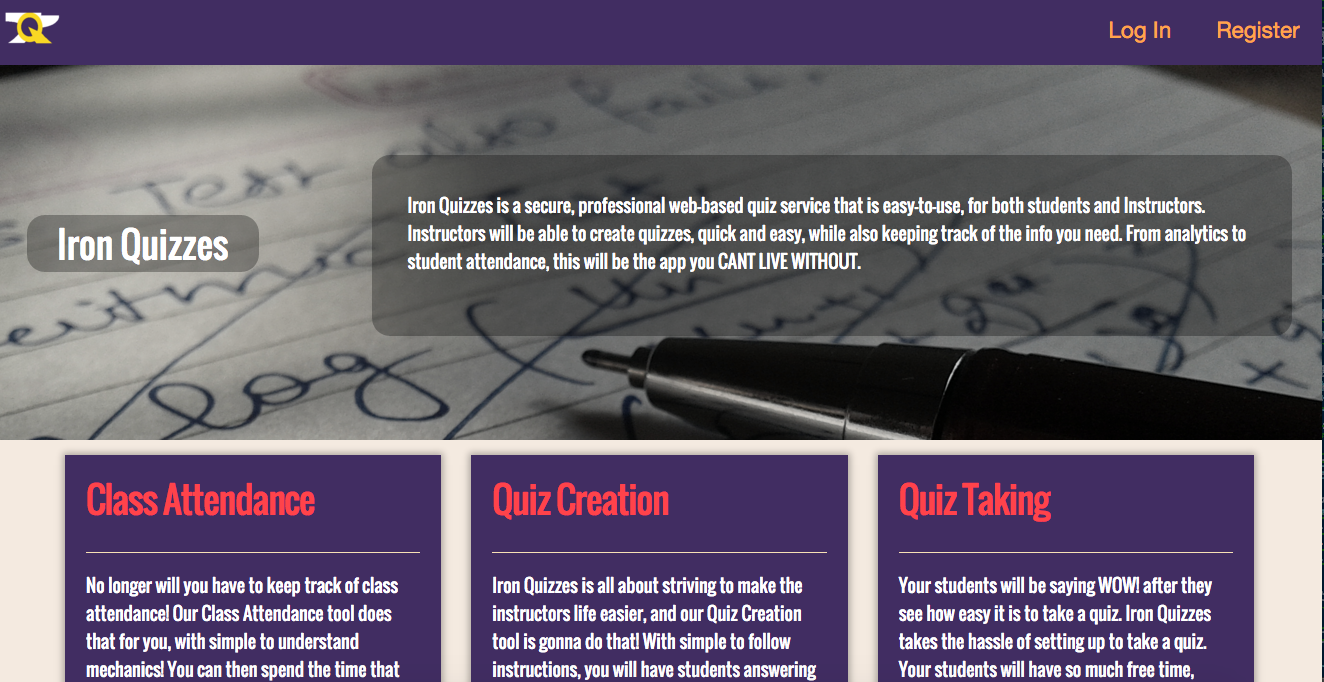 Q
Log In
Register
Test also fail
Iron Quizzes
Iron Quizzes is a secure, professional web-based quiz service that is easy-to-use, for both students and Instructors.
Instructors will be able to create quizzes, quick and easy, while also keeping track of the info you need. From analytics to
student attendance, this will be the app you CANT LIVE WITHOUT.
log
Class Attendance
No longer will you have to keep track of class
attendance! Our Class Attendance tool does
that for you, with simple to understand
mechanics! You can then spend the time that
Quiz Creation
Iron Quizzes is all about striving to make the
instructors life easier, and our Quiz Creation
tool is gonna do that! With simple to follow
instructions, you will have students answering
Quiz Taking
Your students will be saying WOW! after they
see how easy it is to take a quiz. Iron Quizzes
takes the hassle of setting up to take a quiz.
Your students will have so much free time,